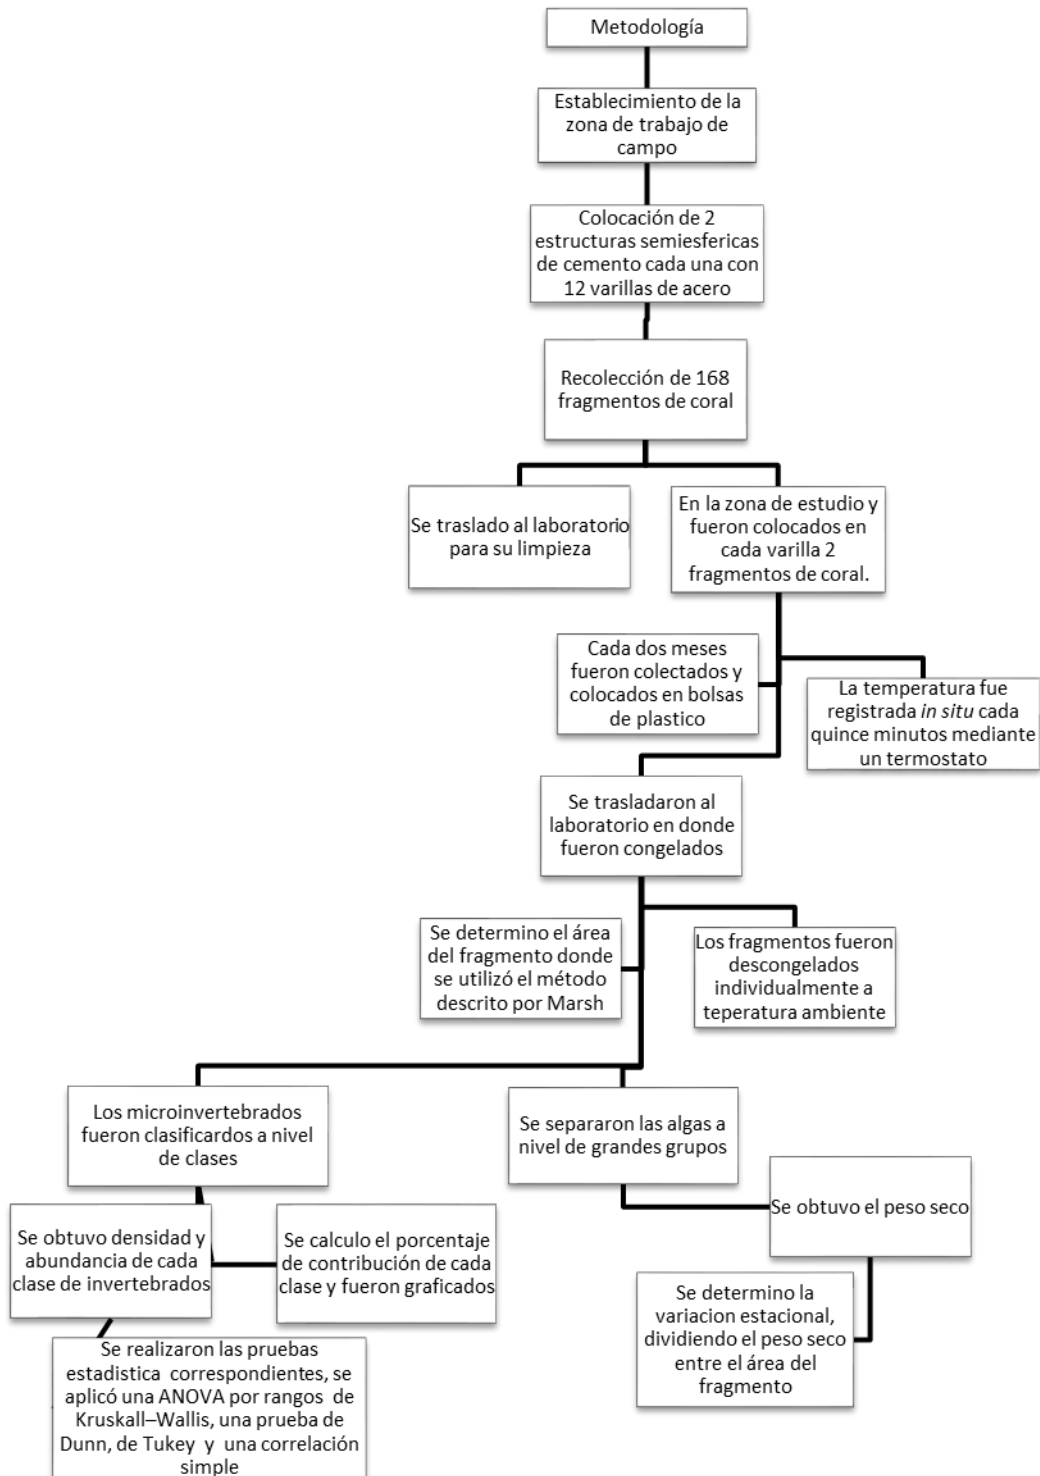 Metodología
Establecimiento de la
zona de trabajo de
campo
Colocación de 2
estructuras semiesfericas
de cemento cada una con
12 varillas de acero
Recolección de 168
fragmentos de coral
Se traslado al laboratorio
para su limpieza
En la zona de estudio y
fueron colocados en
cada varilla 2
fragmentos de coral.
Cada dos meses
fueron colectados y
colocados en bolsas
de plastico
La temperatura fue
registrada in situ cada
quince minutos mediante
un termostato
Se trasladaron al
laboratorio en donde
fueron congelados
Se determino el área
del fragmento donde
se utilizó el método
descrito por Marsh
Los fragmentos fueron
descongelados
individualmente a
teperatura ambiente
Los microinvertebrados
fueron clasificardos a nivel
de clases
Se separaron las algas a
nivel de grandes grupos
Se obtuvo el peso seco
Se obtuvo densidad y
abundancia de cada
clase de invertebrados
Se calculo el porcentaje
de contribución de cada
clase y fueron graficados
Se determino la
variacion estacional,
dividiendo el peso seco
entre el área del
fragmento
Se realizaron las pruebas
estadistica correspondientes, se
aplicó una ANOVA por rangos de
Kruskall–Wallis, una prueba de
Dunn, de Tukey y una correlación
simple